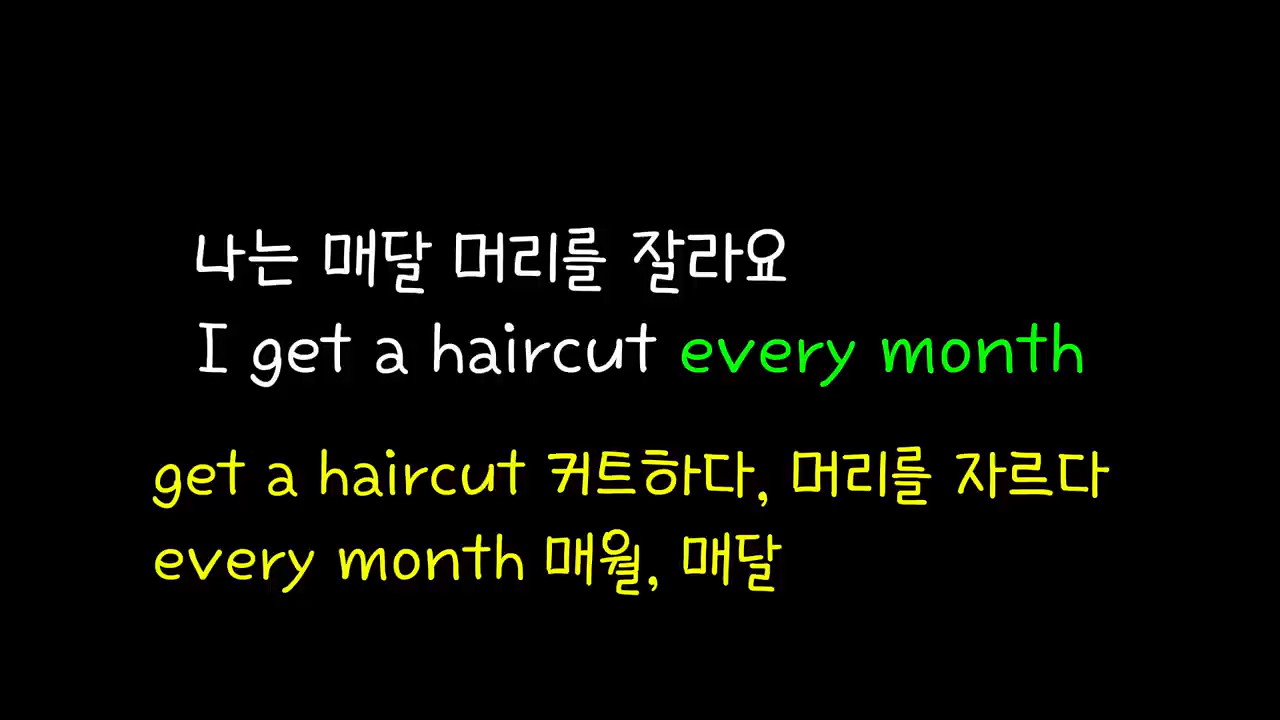 나는 매달 머리를 잘라요
I get a haircut every month
get a haircut 커트하다, 머리를 자르다
every month 매월, 매달